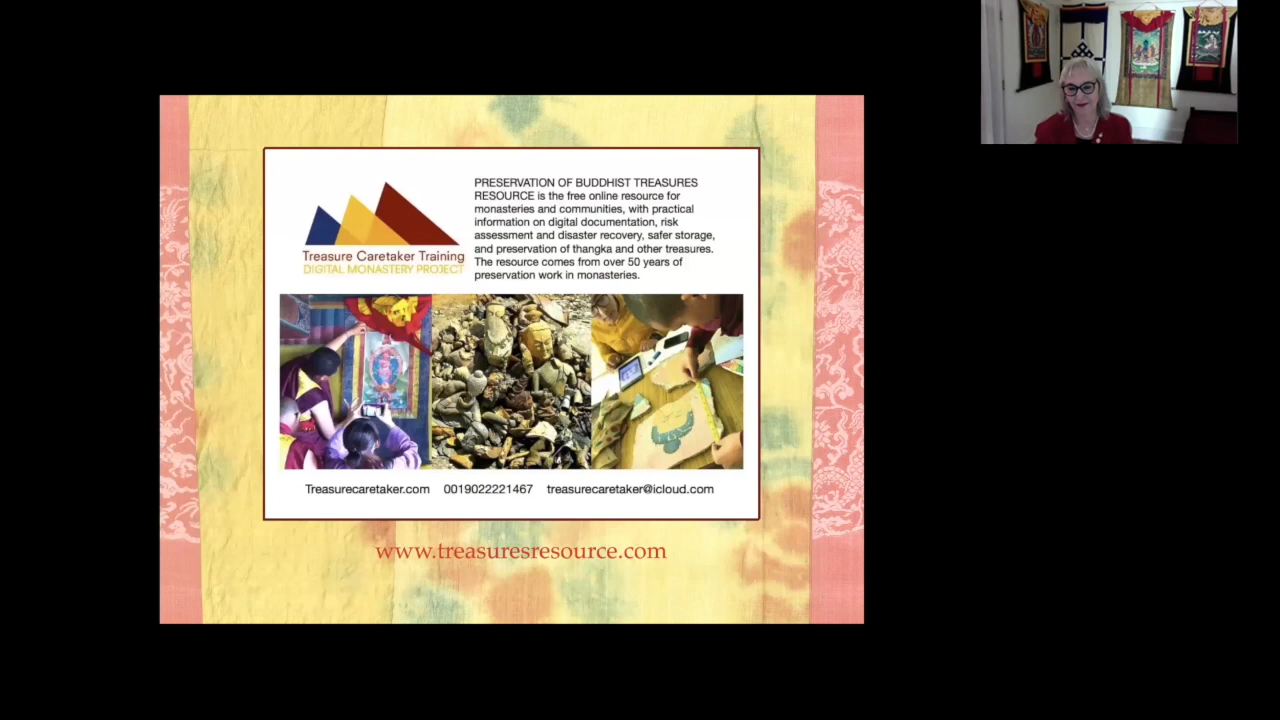 Treasure Caretaker Training
DIGITAL MONASTERY PROJECT
PRESERVATION OF BUDDHIST TREASURES
RESOURCE is the free online resource for
monasteries and communities, with practical
information on digital documentation, risk
assessment and disaster recovery, safer storage,
and preservation of thangka and other treasures.
The resource comes from over 50 years of
preservation work in monasteries.
Treasurecaretaker.com 0019022221467 treasurecaretaker@icloud.com
www.treasuresresource.com